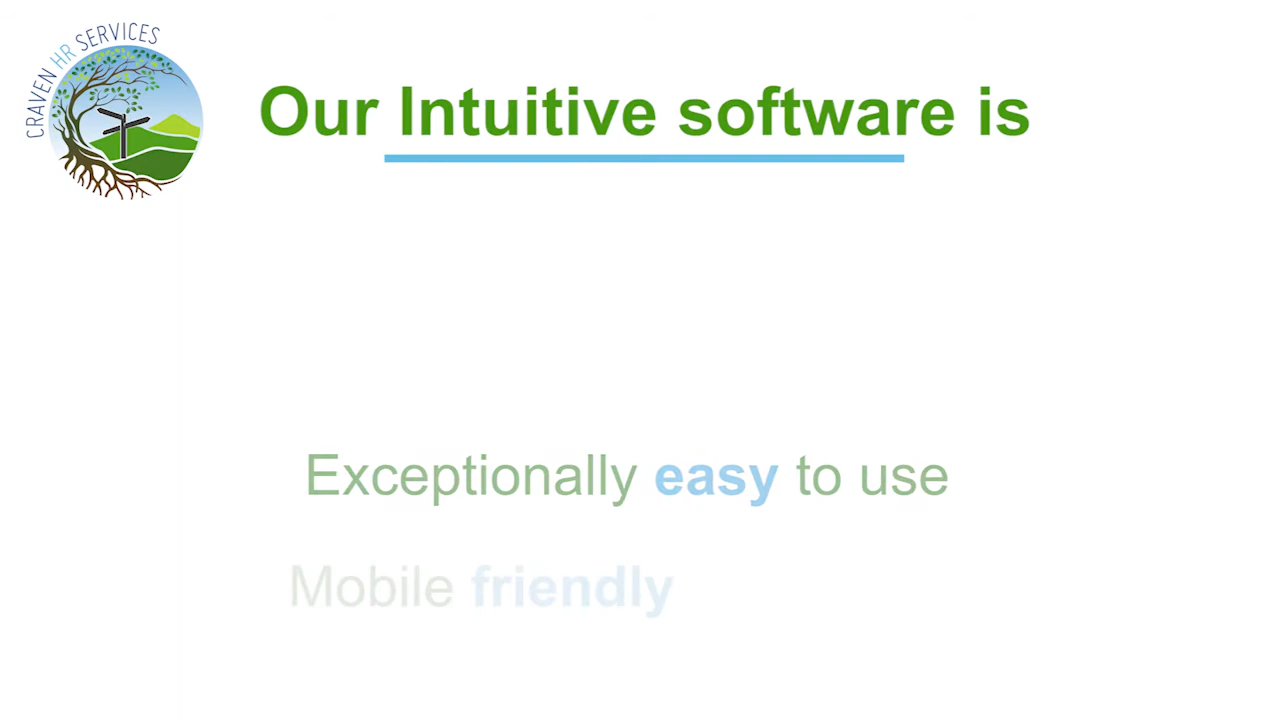 CRAVEN HR SERVICES
Our Intuitive software is
Exceptionally easy to use
Mobile friendly